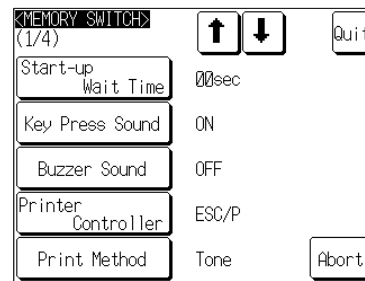 <MEMORY SWITCH>
(1/4)
Quit
Start-up
Wait Time
00sec
Key Press Sound
ON
Buzzer Sound
OFF
Printer
Controller
ESC/P
Print Method
Tone
Abort